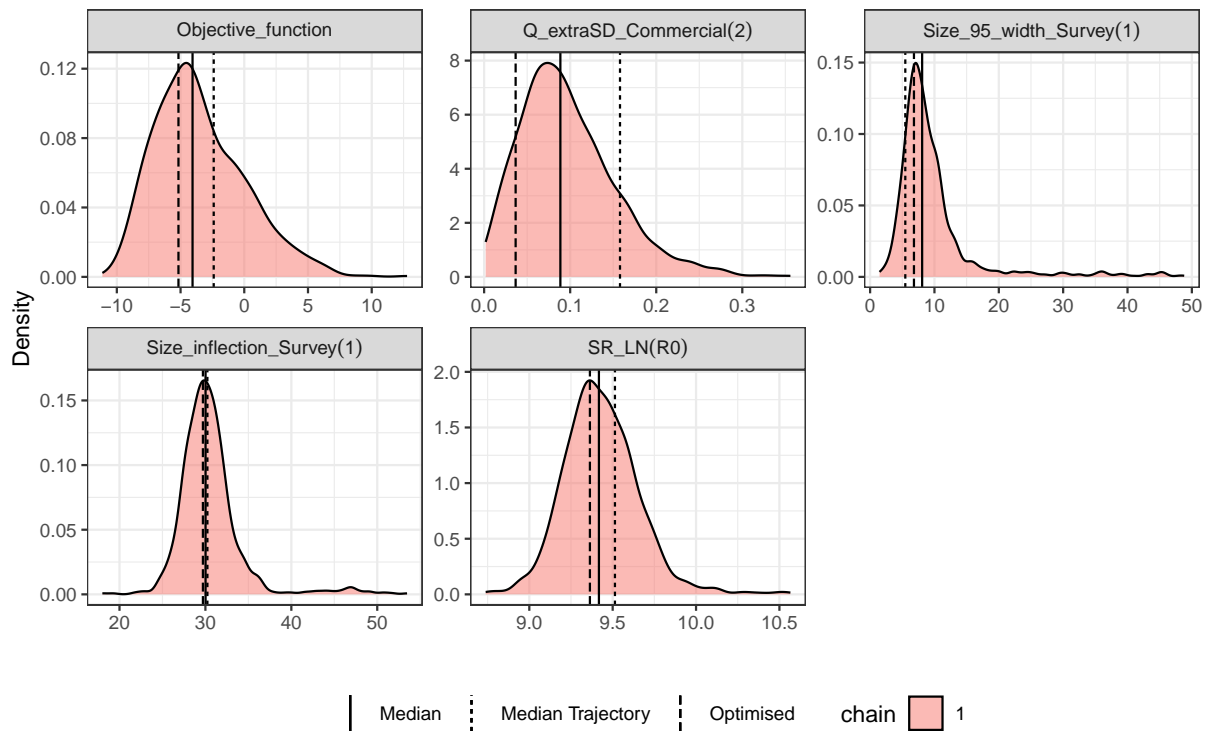 Objective_function
Q_extraSD_Commercial(2)
Size_95_width_Survey(1)
0.12
0.08
0.04
0.00
−10 −5 0 5 10
8
6
4
2
0
0.0 0.1 0.2 0.3
0.15
0.10
0.05
0.00
0 10 20 30 40 50
Density
Size_inflection_Survey(1)
SR_LN(R0)
0.15
0.10
0.05
0.00
20 30 40 50
2.0
1.5
1.0
0.5
0.0
9.0 9.5 10.0 10.5
Median Median Trajectory Optimised chain 1